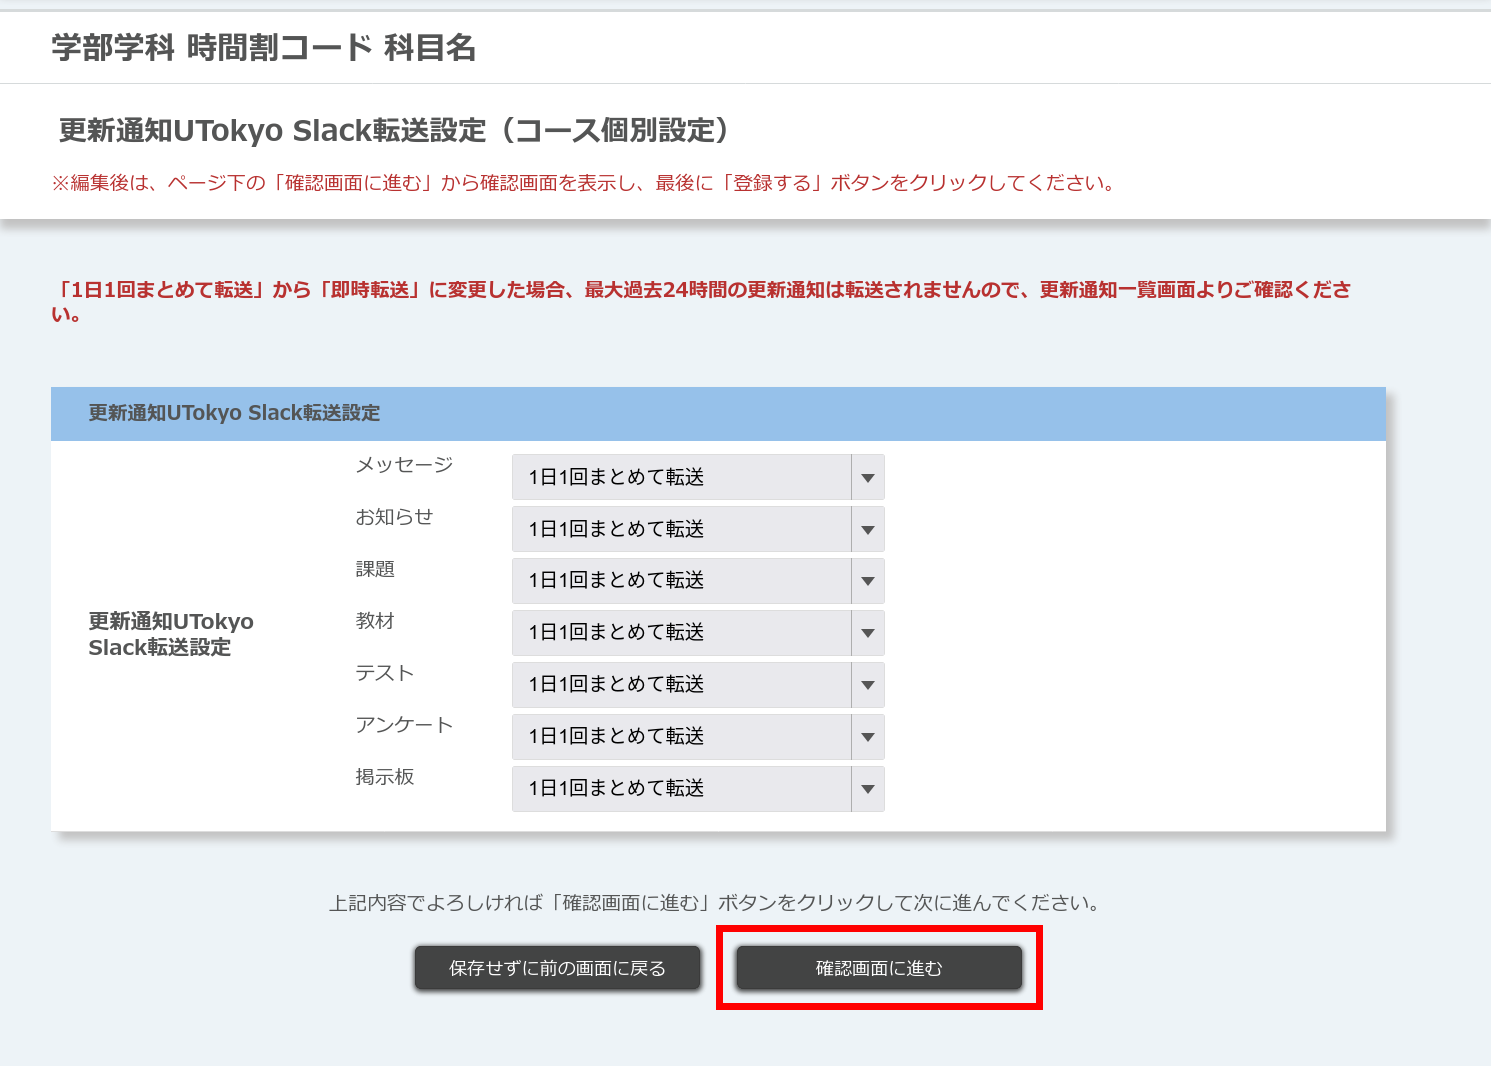 学部学科 時間割コード 科目名
更新通知UTokyo Slack転送設定（コース個別設定）
※編集後は、ページ下の「確認画面に進む」から確認画面を表示し、最後に「登録する」ボタンをクリックしてください。
「1日1回まとめて転送」から「即時転送」に変更した場合、最大過去24時間の更新通知は転送されませんので、更新通知一覧画面よりご確認くださ
い。
更新通知UTokyo Slack転送設定
更新通知UTokyo
Slack転送設定
メッセージ 1日1回まとめて転送
お知らせ 1日1回まとめて転送
課題 1日1回まとめて転送
教材 1日1回まとめて転送
テスト 1日1回まとめて転送
アンケート 1日1回まとめて転送
掲示板 1日1回まとめて転送
上記内容でよろしければ「確認画面に進む」ボタンをクリックして次に進んでください。
保存せずに前の画面に戻る 確認画面に進む